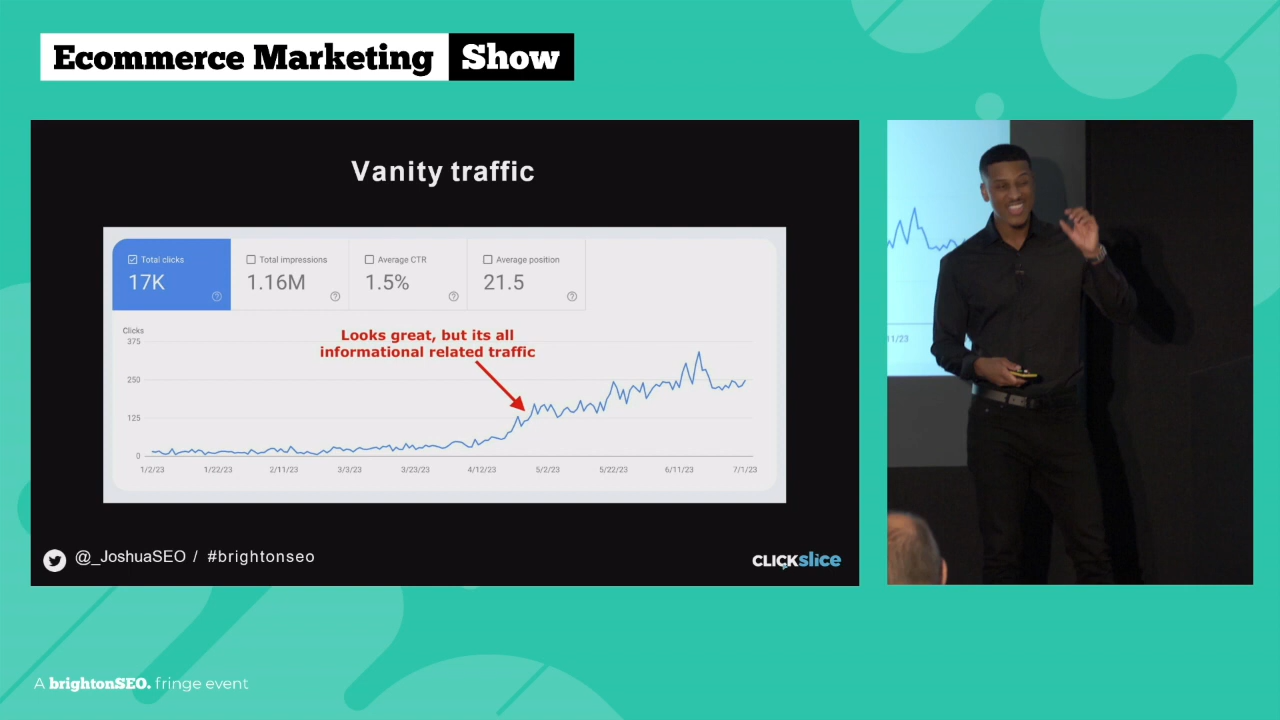 Ecommerce Marketing Show
Vanity traffic
Total clicks
17K
Total impressions
1.16M
Average CTR
1.5%
Average position
21.5
Clicks
375
250
125
0
Looks great, but its all
informational related traffic
1/2/23
1/22/23
2/11/23
3/3/23
3/23/23
4/12/23
5/2/23
5/22/23
6/11/23
7/1/23
@_JoshuaSEO / #brightonseo
CLICKslice
11/23
A brightonSEO. fringe event